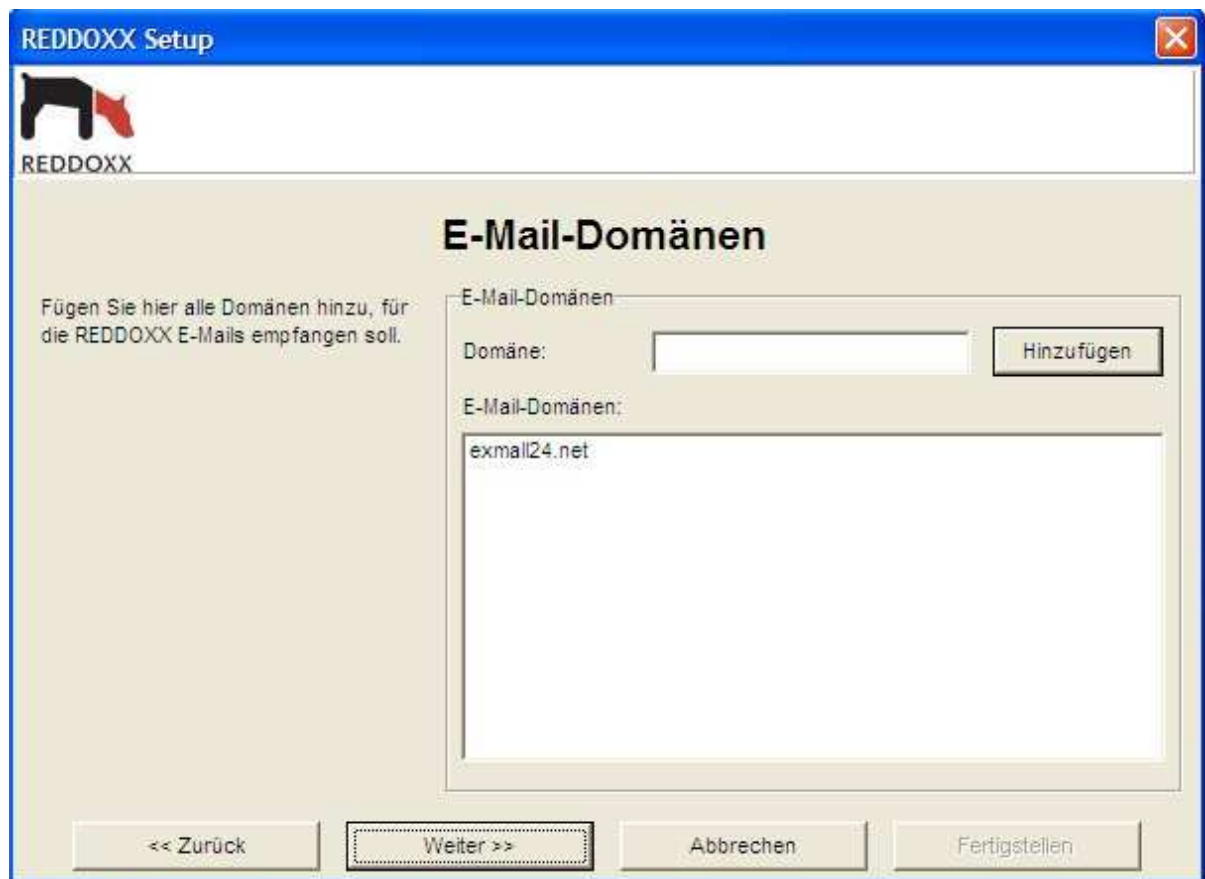 REDDOXX Setup
REDDOXX
E-Mail-Domänen
Fügen Sie hier alle Domänen hinzu, für
die REDDOXX E-Mails empfangen soll.
E-Mail-Domänen
Domäne:
Hinzufügen
E-Mail-Domänen:
exmall24.net
<< Zurück
Weiter >>
Abbrechen
Fertigstellen